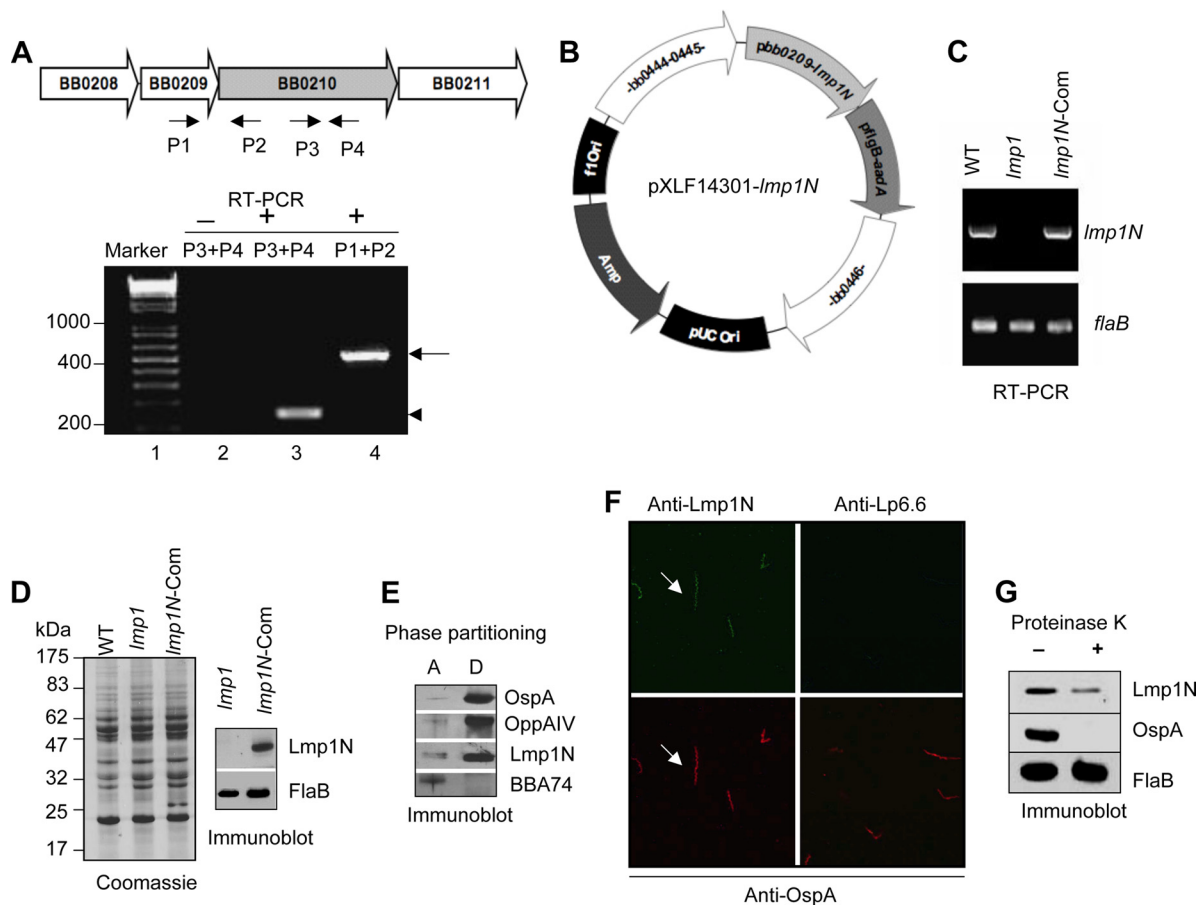 A
BB0208 BB0209 BB0210 BB0211
P1 P2 P3 P4
RT-PCR
– + +
Marker P3+P4 P3+P4 P1+P2
1000
400
200
1 2 3 4
B
-bb0444-0445-
pbb0209-lmp1N
pflgB-aadA
-bb0446-
pUC Ori
Amp
f1Ori
pXLF14301-lmp1N
C
WT lmp1 lmp1N-Com
lmp1N
flaB
RT-PCR
D
kDa WT lmp1 lmp1N-Com
175
83
62
47
32
25
17
Coomassie
lmp1 lmp1N-Com
Lmp1N
FlaB
Immunoblot
E
Phase partitioning
A D
OspA
OppAIV
Lmp1N
BBA74
Immunoblot
F
Anti-Lmp1N Anti-Lp6.6
Anti-OspA
G
Proteinase K
– +
Lmp1N
OspA
FlaB
Immunoblot